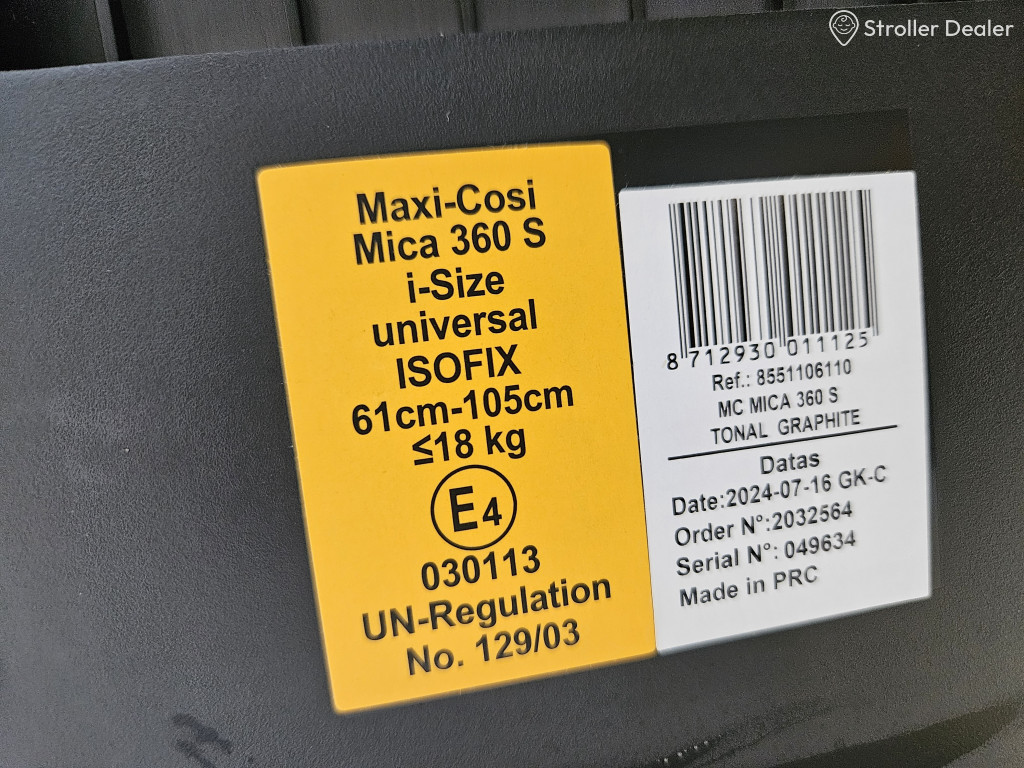 Stroller Dealer
Maxi-Cosi
Mica 360 S
i-Size
universal
ISOFIX
61cm-105cm
≤18 kg
E4
030113
UN-Regulation
No. 129/03
8 712930 011125
Ref.: 8551106110
MC MICA 360 S
TONAL GRAPHITE
Datas
Date:2024-07-16 GK-C
Order N°:2032564
Serial N°: 049634
Made in PRC